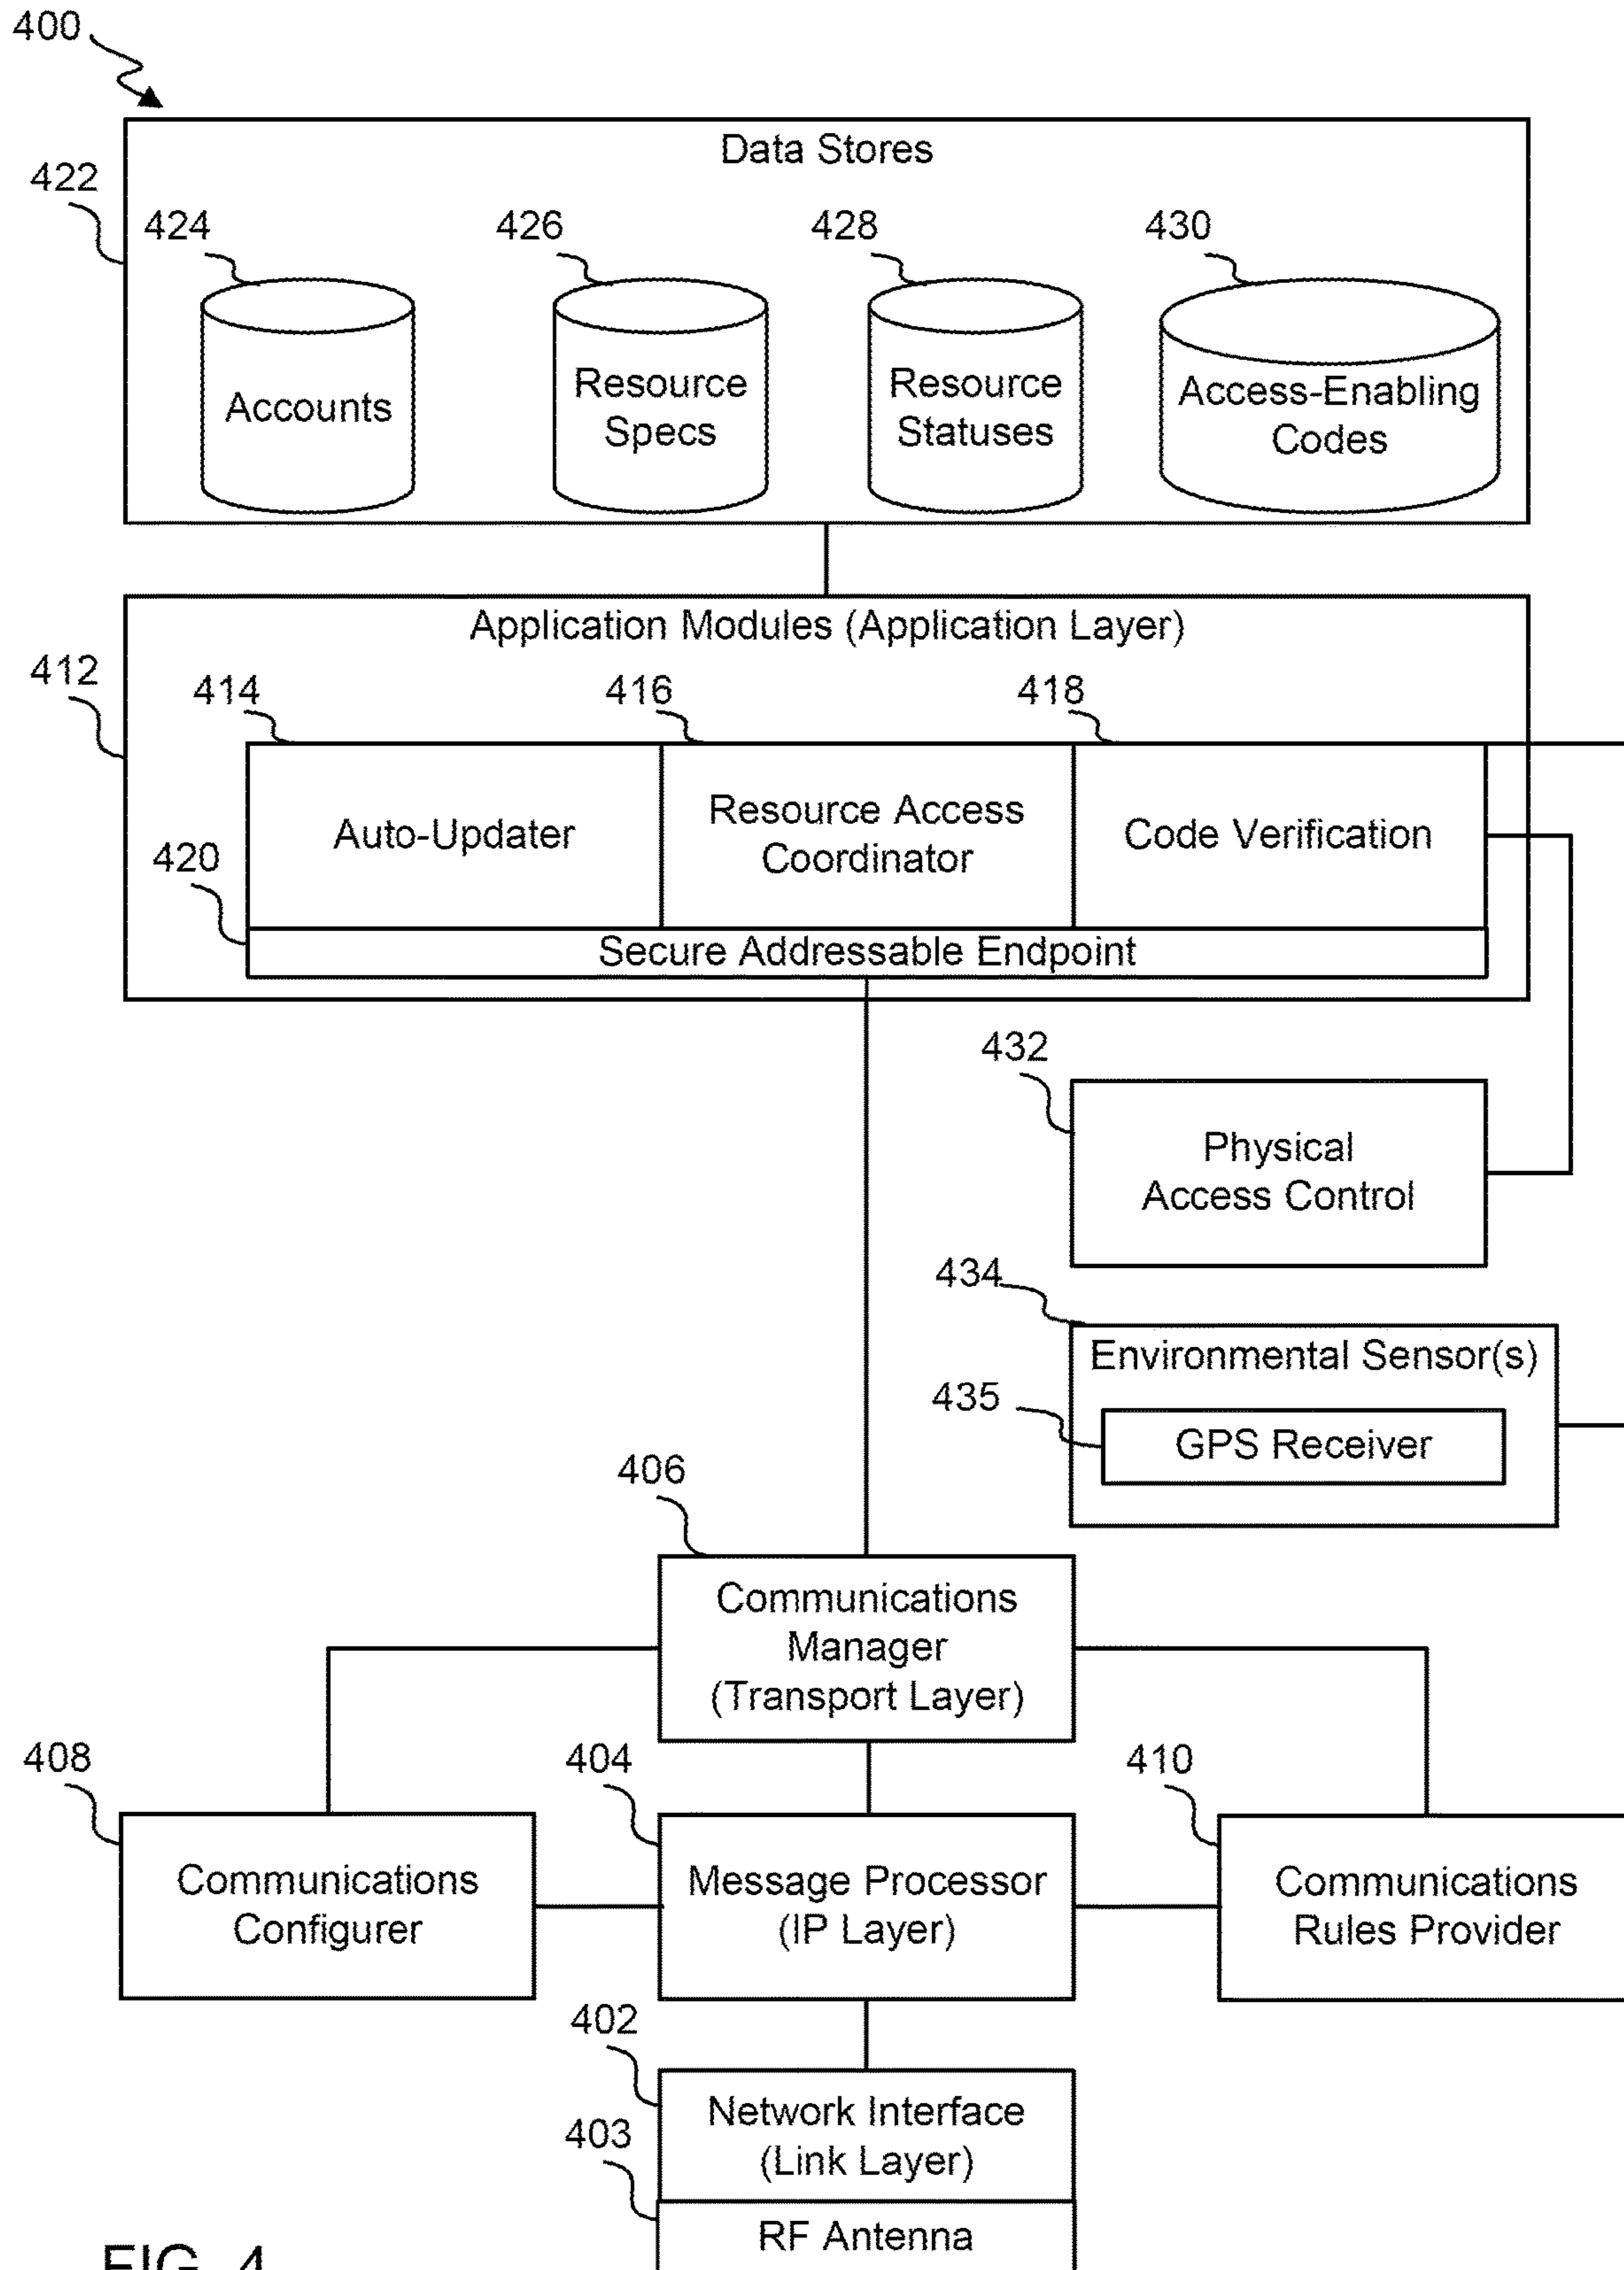 400
Data Stores
422
424
426
428
430
Accounts
Resource
Specs
Resource
Statuses
Access-Enabling
Codes
Application Modules (Application Layer)
412
414
416
418
Auto-Updater
Resource Access
Coordinator
Code Verification
420
Secure Addressable Endpoint
432
Physical
Access Control
434
Environmental Sensor(s)
435
GPS Receiver
406
Communications
Manager
(Transport Layer)
408
404
410
Communications
Configurer
Message Processor
(IP Layer)
Communications
Rules Provider
402
Network Interface
(Link Layer)
403
RF Antenna
FIG. 4